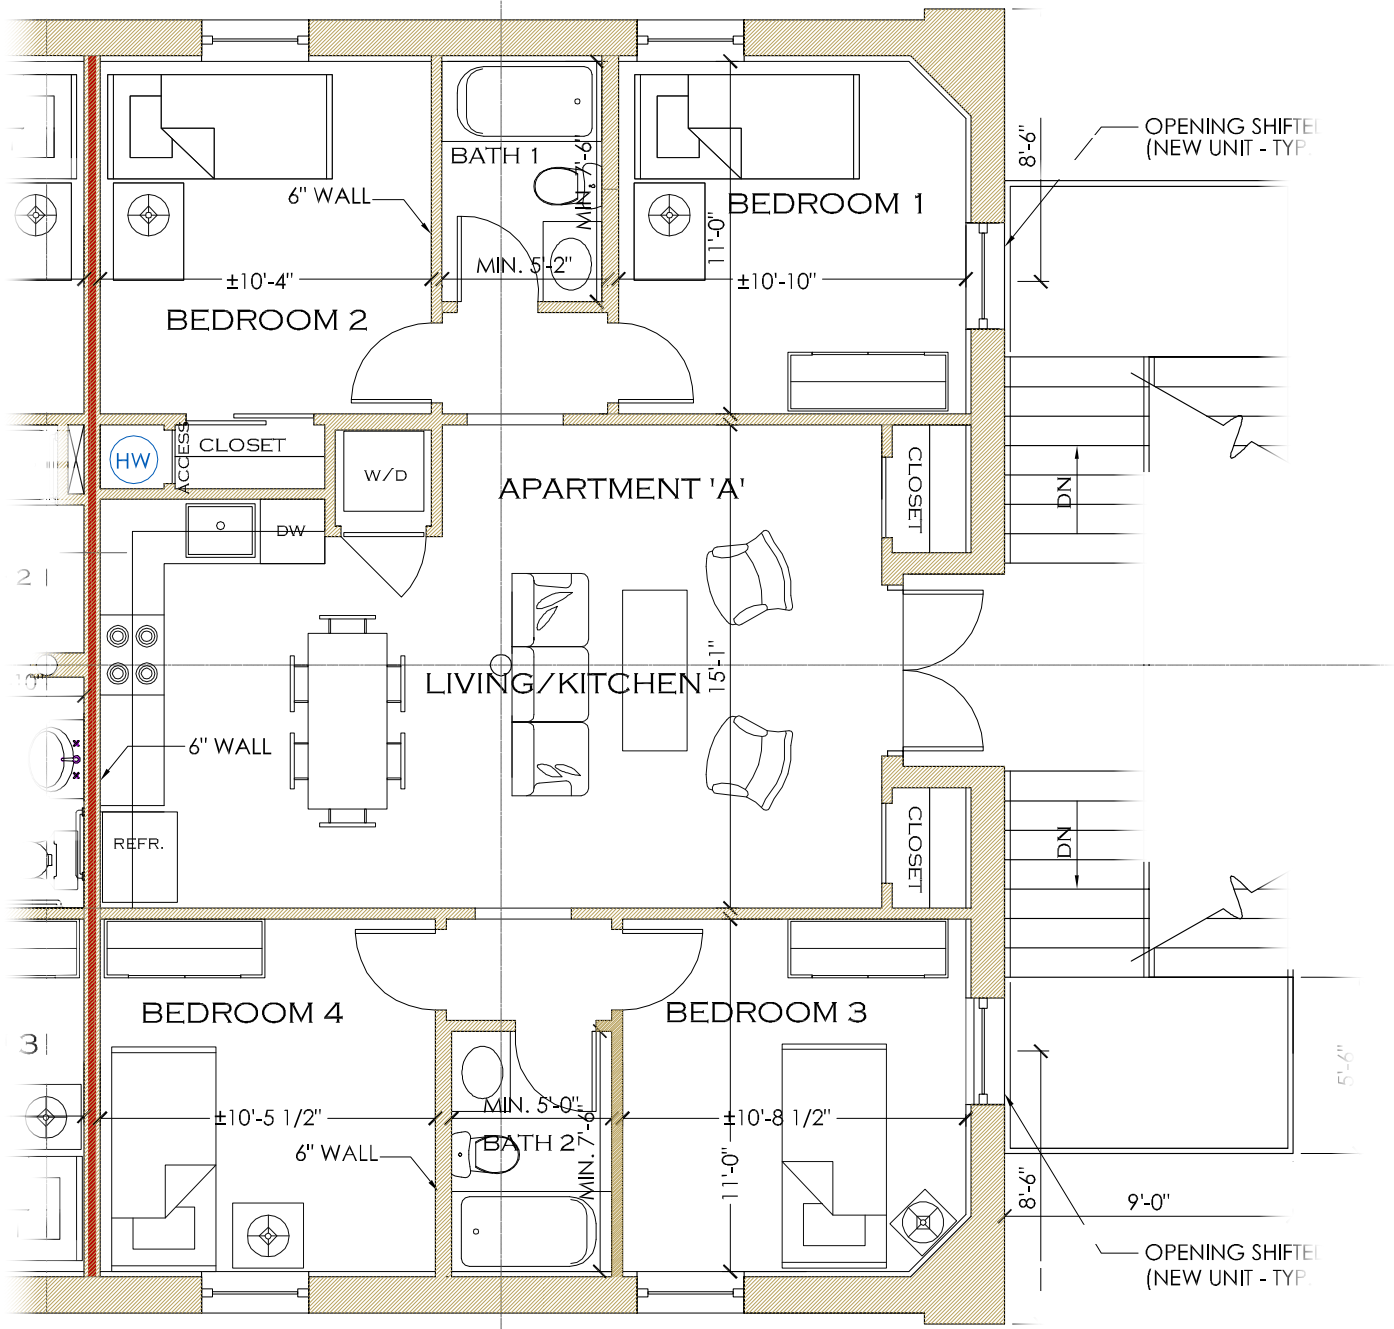 OPENING SHIFTE
(NEW UNIT - TYP.
8'-6"
BATH 1
MIN. 7'-6"
6" WALL
BEDROOM 1
11'-0"
MIN. 5'-2"
±10'-4"
±10'-10"
BEDROOM 2
HW
ACCESS
CLOSET
W/D
APARTMENT 'A'
CLOSET
DN
DW
2
LIVING/KITCHEN
15'-1"
6" WALL
REFR.
CLOSET
DN
BEDROOM 4
BEDROOM 3
3
5'-6"
MIN. 5'-0"
±10'-5 1/2"
±10'-8 1/2"
BATH 2
MIN. 7'-6"
6" WALL
11'-0"
8'-6"
9'-0"
OPENING SHIFTE
(NEW UNIT - TYP.